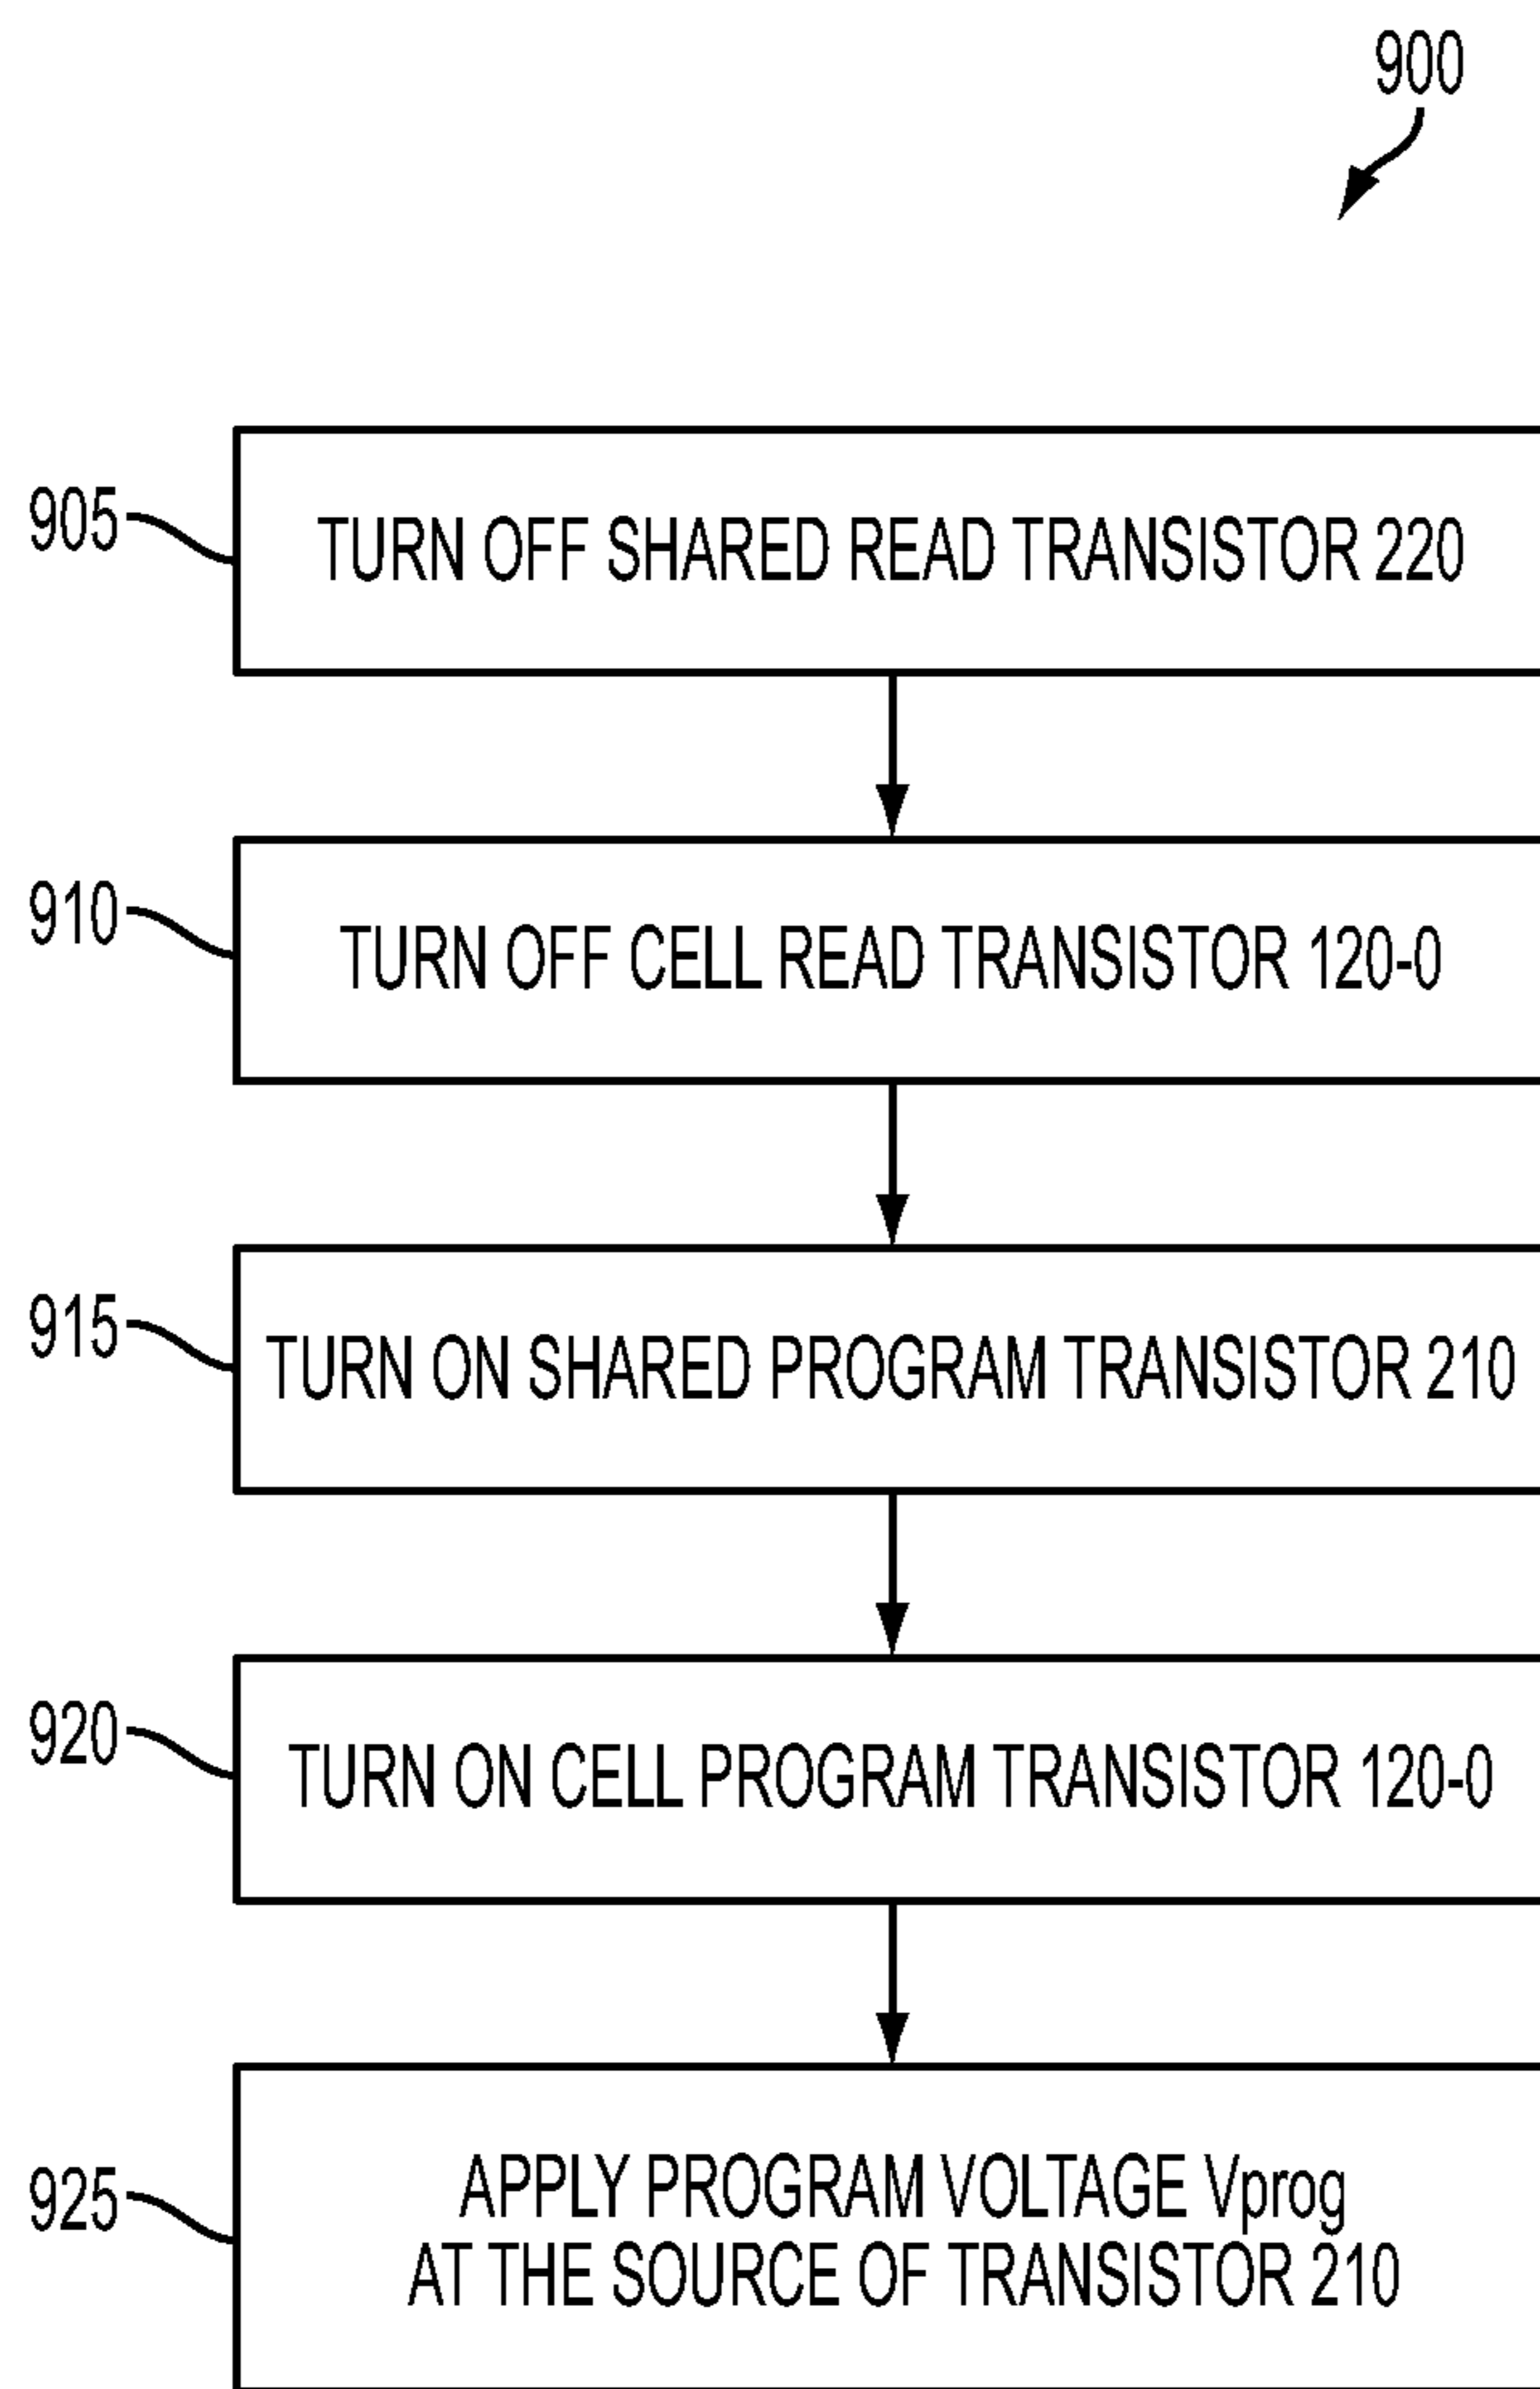 900
905
TURN OFF SHARED READ TRANSISTOR 220
910
TURN OFF CELL READ TRANSISTOR 120-0
915
TURN ON SHARED PROGRAM TRANSISTOR 210
920
TURN ON CELL PROGRAM TRANSISTOR 120-0
925
APPLY PROGRAM VOLTAGE Vprog
AT THE SOURCE OF TRANSISTOR 210